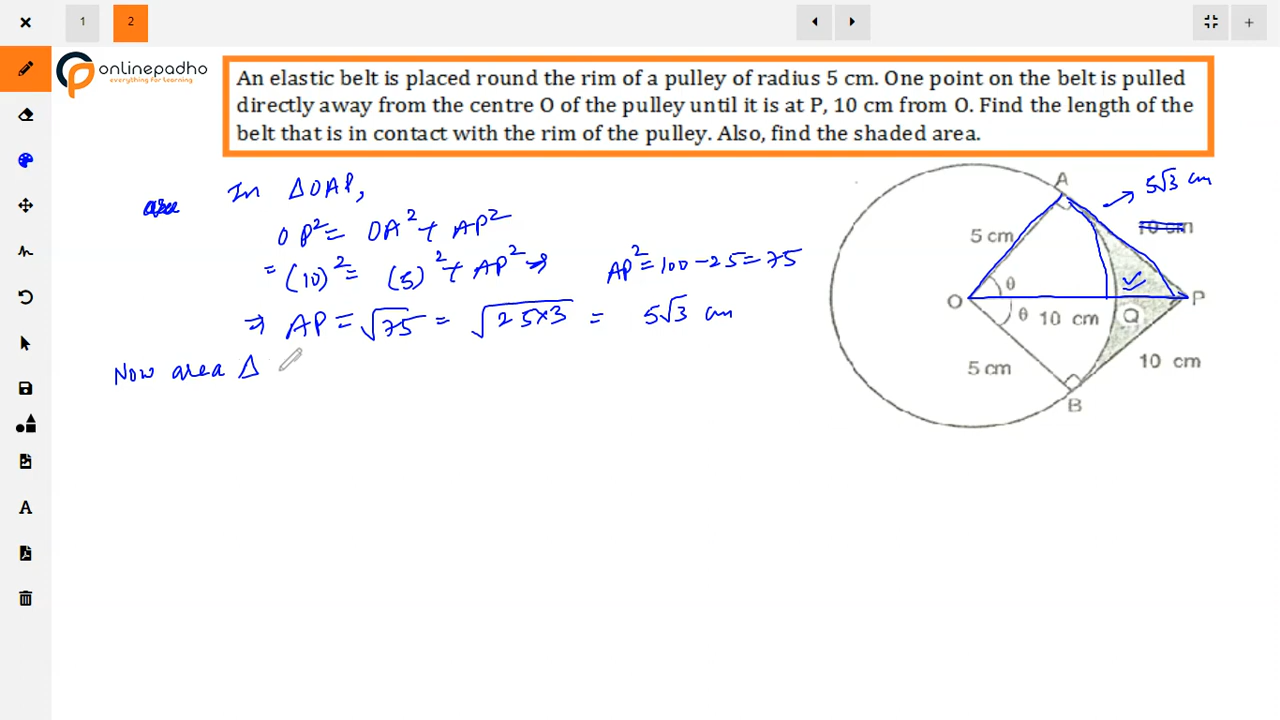 1
2
onlinepadho
everything for learning
An elastic belt is placed round the rim of a pulley of radius 5 cm. One point on the belt is pulled
directly away from the centre O of the pulley until it is at P, 10 cm from O. Find the length of the
belt that is in contact with the rim of the pulley. Also, find the shaded area.
In ΔOAP,
OP² = OA² + AP²
= (10)² = (5)² + AP² ⇒ AP² = 100 - 25 = 75
⇒ AP = √75 = √25×3 = 5√3 cm
Now area Δ
A
5√3 cm
5 cm
10 cm
θ
O
P
θ
10 cm
Q
5 cm
10 cm
B
A